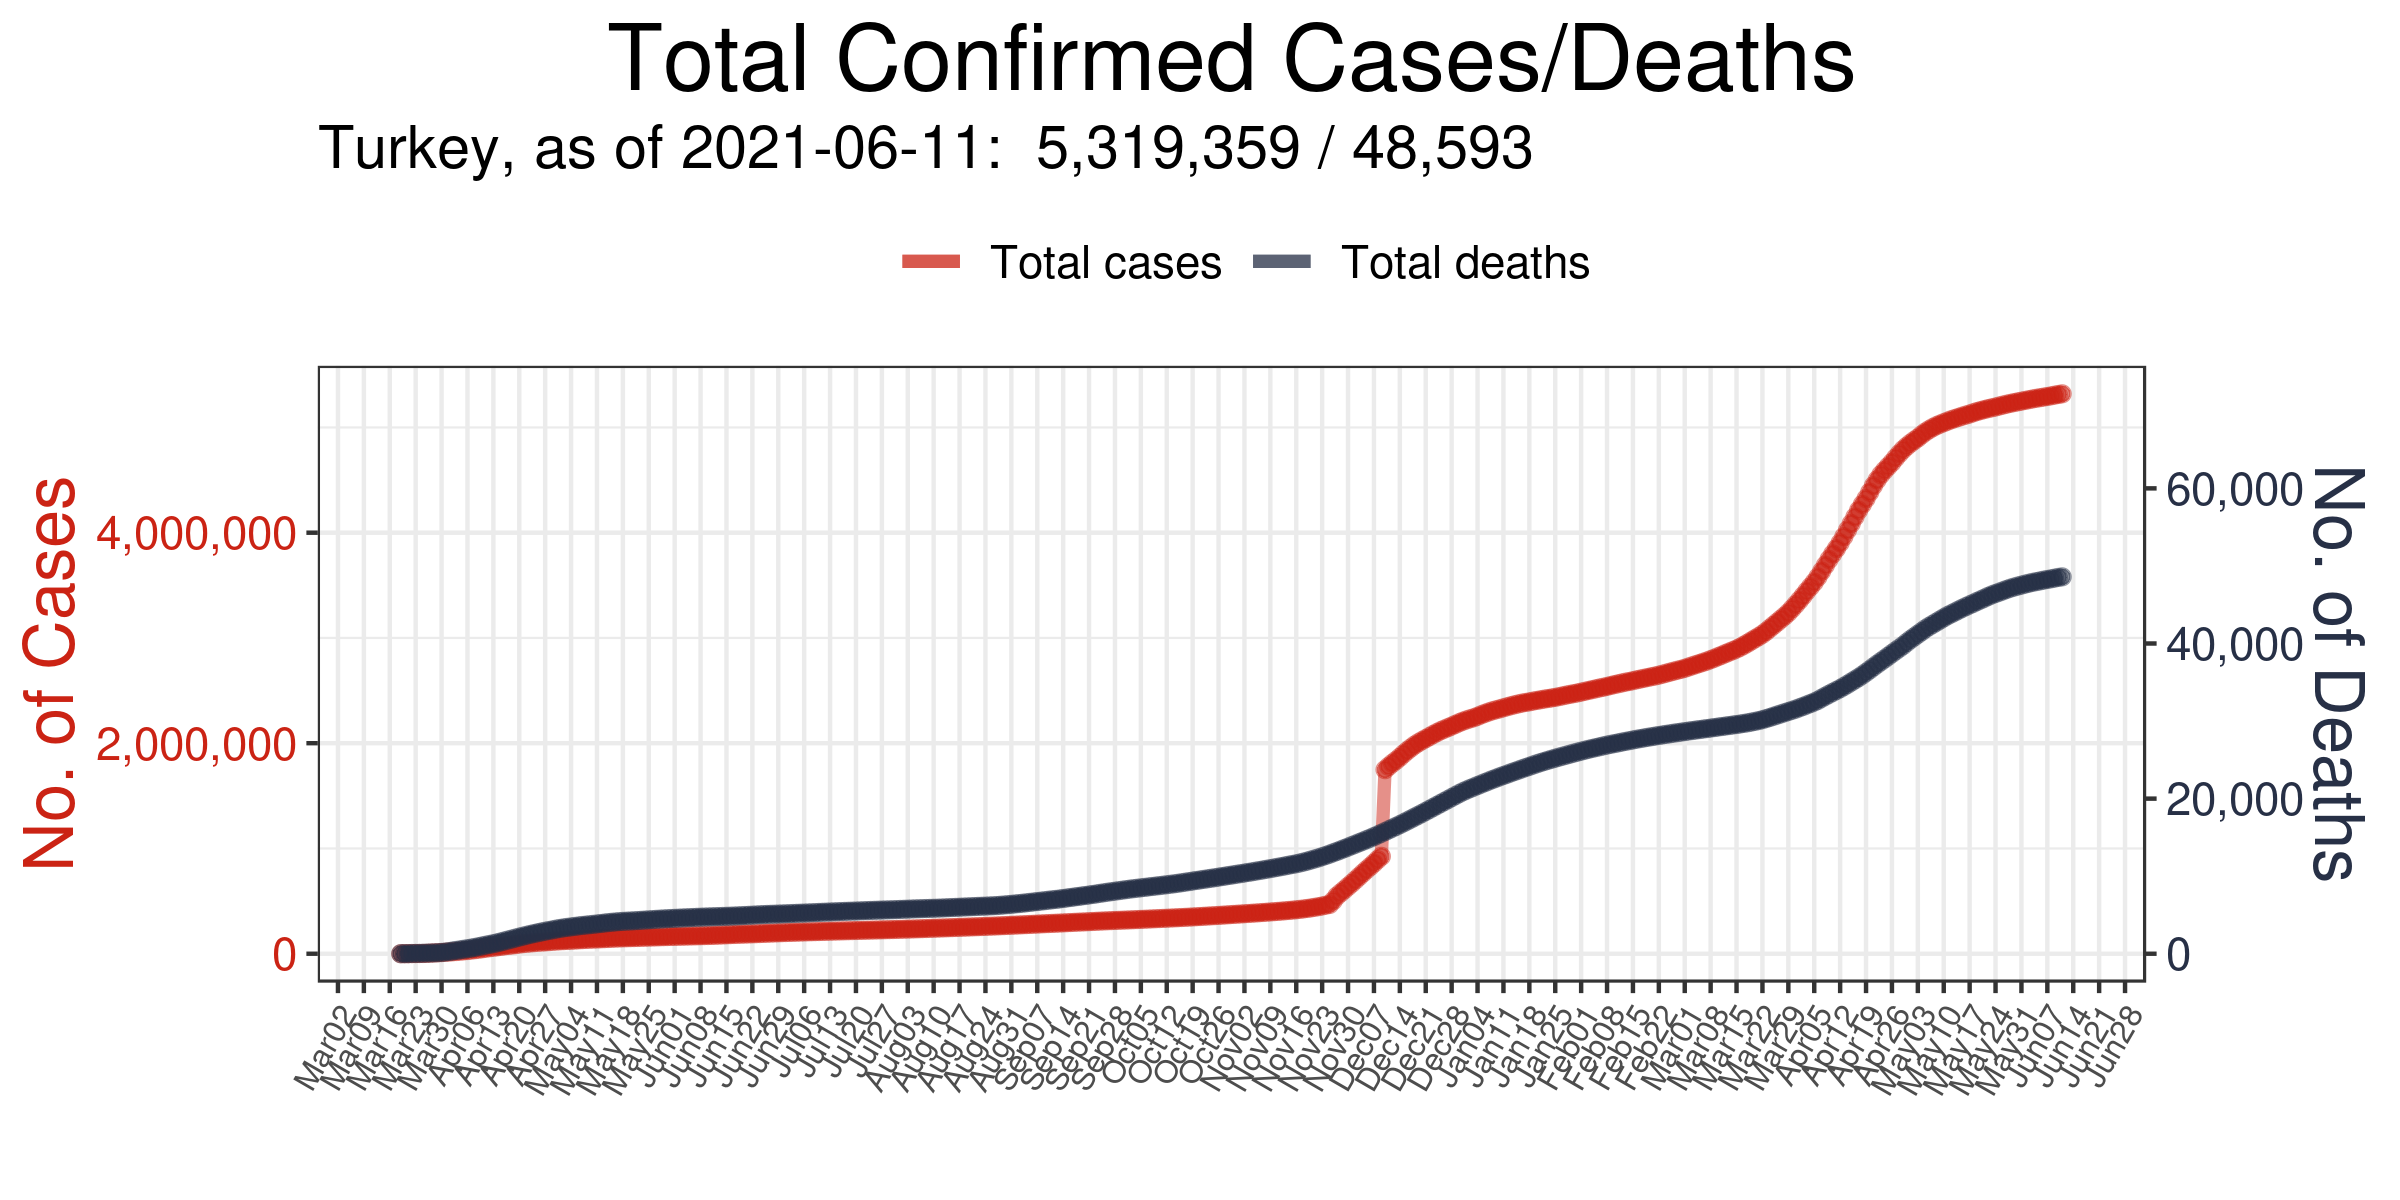 Total Confirmed Cases/Deaths
Turkey, as of 2021-06-11:  5,319,359 / 48,593
Total cases
Total deaths
No. of Cases
4,000,000
2,000,000
0
60,000
40,000
20,000
0
No. of Deaths
Mar02
Mar09
Mar16
Mar23
Mar30
Apr06
Apr13
Apr20
Apr27
May04
May11
May18
May25
Jun01
Jun08
Jun15
Jun22
Jun29
Jul06
Jul13
Jul20
Jul27
Aug03
Aug10
Aug17
Aug24
Aug31
Sep07
Sep14
Sep21
Sep28
Oct05
Oct12
Oct19
Oct26
Nov02
Nov09
Nov16
Nov23
Nov30
Dec07
Dec14
Dec21
Dec28
Jan04
Jan11
Jan18
Jan25
Feb01
Feb08
Feb15
Feb22
Mar01
Mar08
Mar15
Mar22
Mar29
Apr05
Apr12
Apr19
Apr26
May03
May10
May17
May24
May31
Jun07
Jun14
Jun21
Jun28